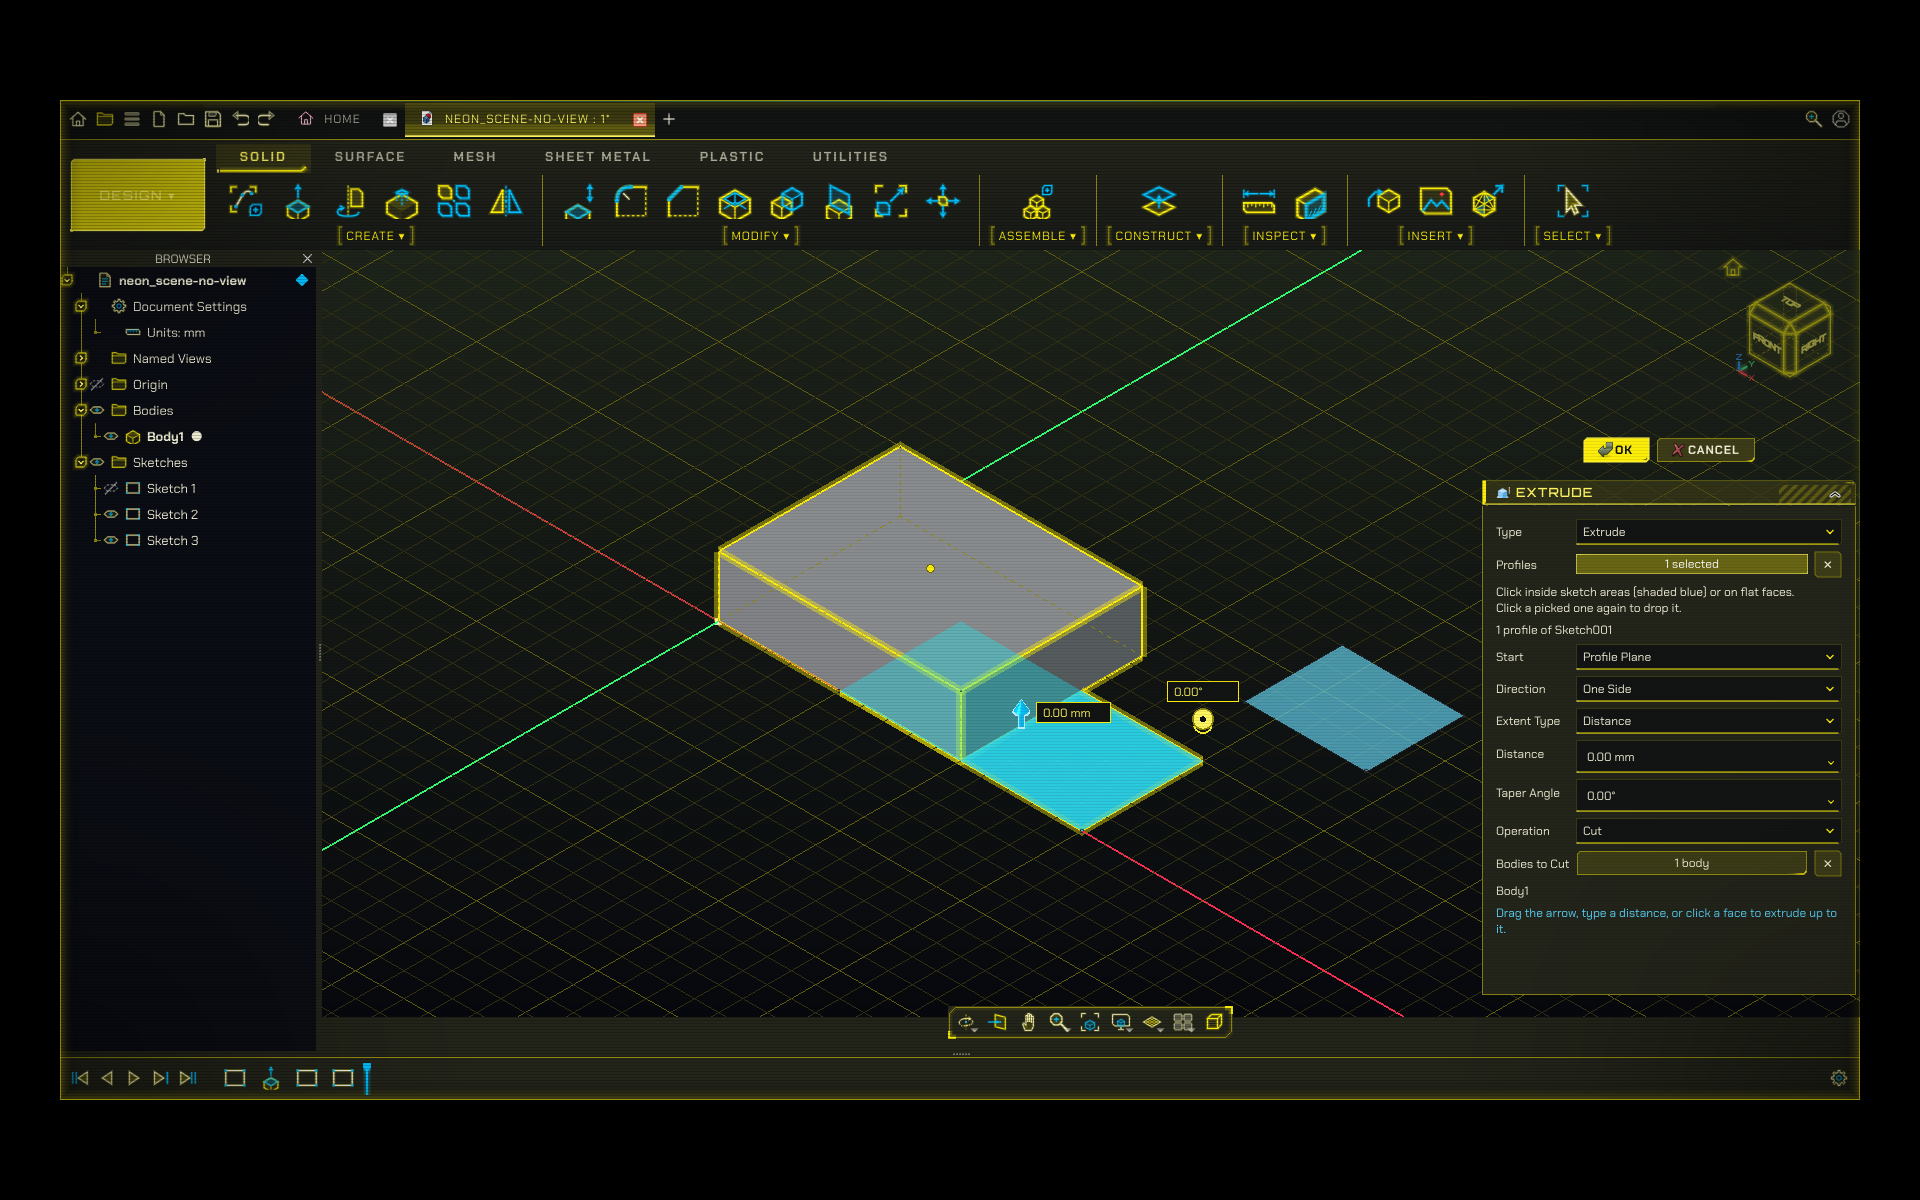 HOME
NEON_SCENE-NO-VIEW : 1*
DESIGN ▾
SOLID
SURFACE
MESH
SHEET METAL
PLASTIC
UTILITIES
[ CREATE ▾ ]
[ MODIFY ▾ ]
[ ASSEMBLE ▾ ]
[ CONSTRUCT ▾ ]
[ INSPECT ▾ ]
[ INSERT ▾ ]
[ SELECT ▾ ]
BROWSER
neon_scene-no-view
Document Settings
Units: mm
Named Views
Origin
Bodies
Body1
Sketches
Sketch 1
Sketch 2
Sketch 3
TOP
FRONT
RIGHT
Z
Y
X
0.00 mm
0.00°
OK
CANCEL
EXTRUDE
Type
Extrude
Profiles
1 selected
Click inside sketch areas (shaded blue) or on flat faces.
Click a picked one again to drop it.
1 profile of Sketch001
Start
Profile Plane
Direction
One Side
Extent Type
Distance
Distance
0.00 mm
Taper Angle
0.00°
Operation
Cut
Bodies to Cut
1 body
Body1
Drag the arrow, type a distance, or click a face to extrude up to
it.